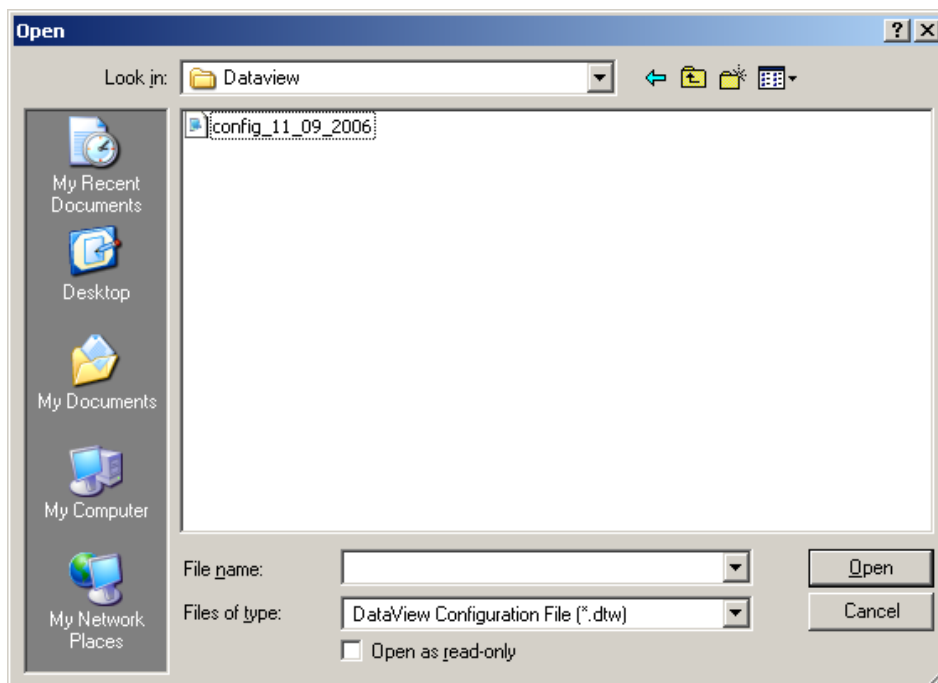 Open
Look in: Dataview
config_11_09_2006
My Recent
Documents
Desktop
My Documents
My Computer
My Network
Places
File name:
Open
Files of type: DataView Configuration File (*.dtw)
Cancel
Open as read-only